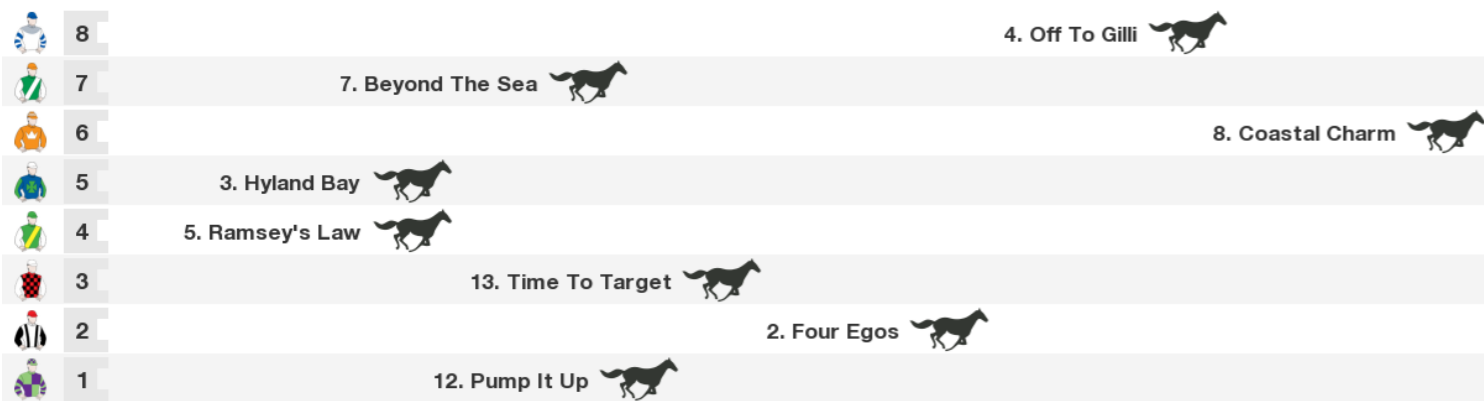 8 4. Off To Gilli
7 7. Beyond The Sea
6 8. Coastal Charm
5 3. Hyland Bay
4 5. Ramsey's Law
3 13. Time To Target
2 2. Four Egos
1 12. Pump It Up